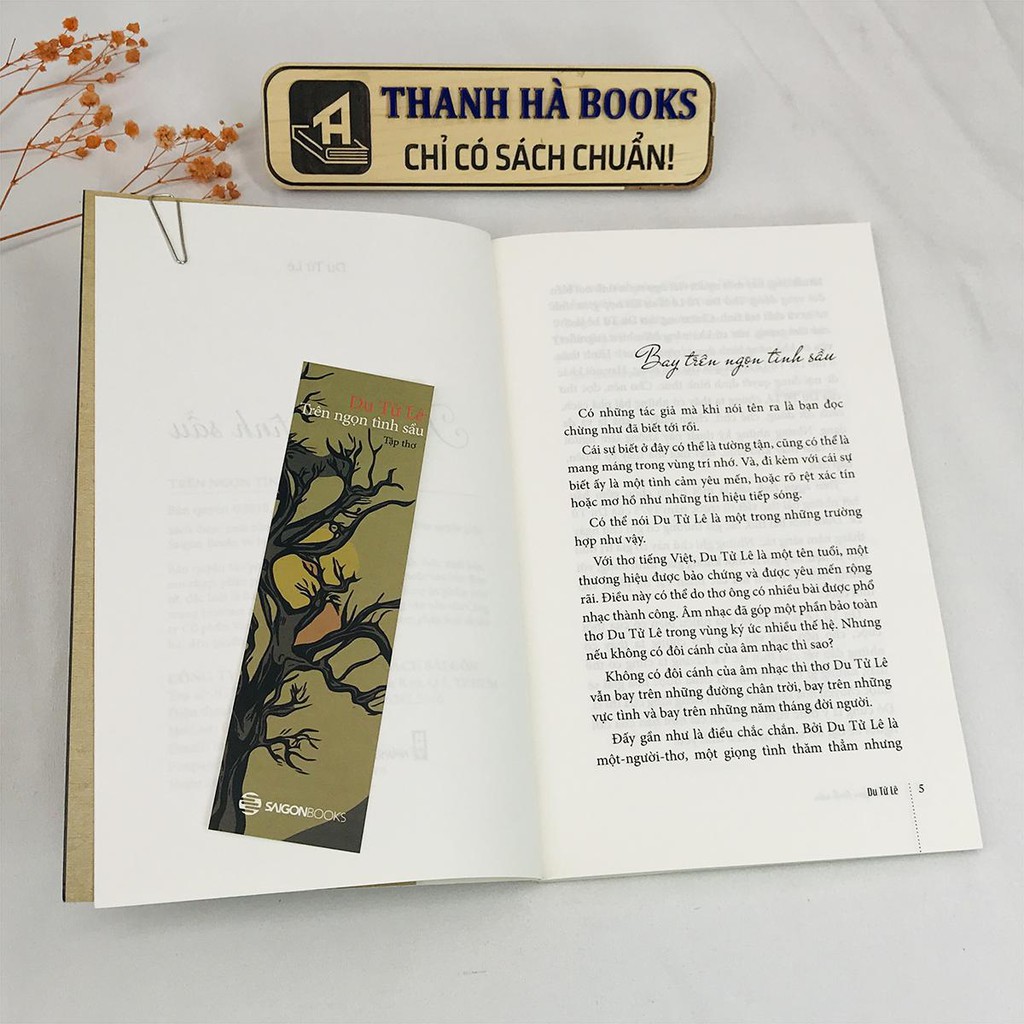 THANH HÀ BOOKS
CHỈ CÓ SÁCH CHUẨN!
Du Tử Lê
Trên ngọn tình sầu
Tập thơ
SAIGONBOOKS
Bay trên ngọn tình sầu
Có những tác giả mà khi nói tên ra là bạn đọc
chừng như đã biết tới rồi.
Cái sự biết ở đây có thể là tường tận, cũng có thể là
mang máng trong vùng trí nhớ. Và, đi kèm với cái sự
biết ấy là một tình cảm yêu mến, hoặc rõ rệt xác tín
hoặc mơ hồ như những tín hiệu tiếp sóng.
Có thể nói Du Tử Lê là một trong những trường
hợp như vậy.
Với thơ tiếng Việt, Du Tử Lê là một tên tuổi, một
thương hiệu được bảo chứng và được yêu mến rộng
rãi. Điều này có thể do thơ ông có nhiều bài được phổ
nhạc thành công. Âm nhạc đã góp một phần bảo toàn
thơ Du Tử Lê trong vùng ký ức nhiều thế hệ. Nhưng
nếu không có đôi cánh của âm nhạc thì sao?
Không có đôi cánh của âm nhạc thì thơ Du Tử Lê
vẫn bay trên những đường chân trời, bay trên những
vực tình và bay trên những năm tháng đời người.
Đấy gần như là điều chắc chắn. Bởi Du Tử Lê là
một-người-thơ, một giọng tình thăm thẳm nhưng
Du Tử Lê 5